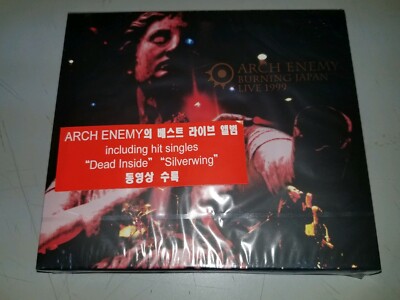 ARCH ENEMY
BURNING JAPAN
LIVE 1999
ARCH ENEMY의 베스트 라이브 앨범
including hit singles
“Dead Inside” “Silverwing”
동영상 수록